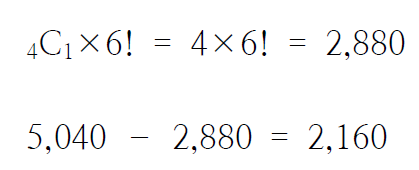 ₄C₁×6! = 4×6! = 2,880
5,040 − 2,880 = 2,160